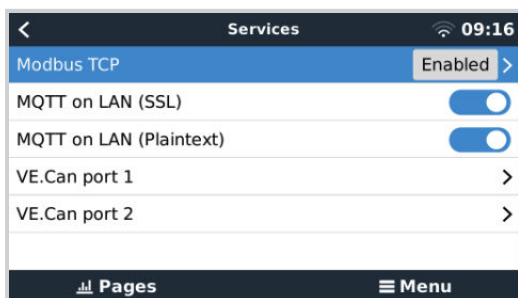 Services 09:16
Modbus TCP Enabled
MQTT on LAN (SSL)
MQTT on LAN (Plaintext)
VE.Can port 1
VE.Can port 2
Pages Menu